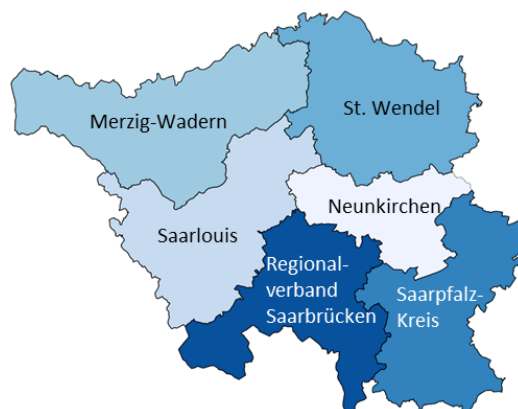 St. Wendel
Merzig-Wadern
Neunkirchen
Saarlouis
Regional-
verband
Saarbrücken
Saarpfalz-
Kreis